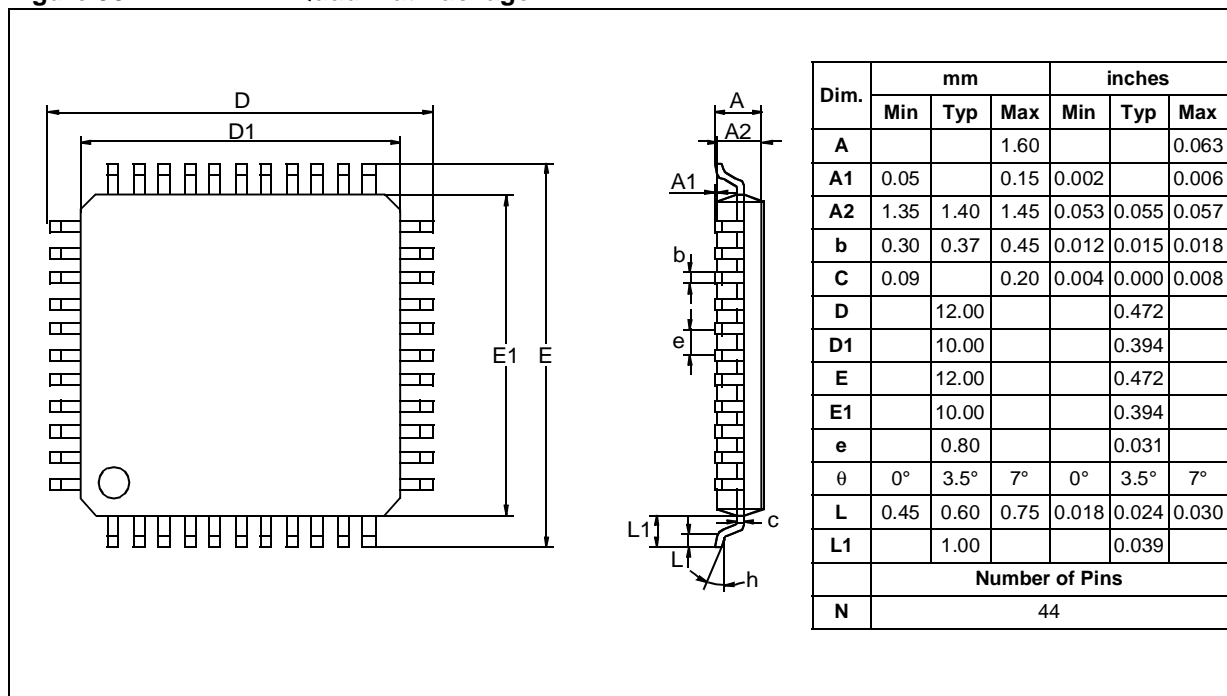 D
D1
E1
E
A
A2
A1
b
e
L1
L
c
h
Dim. mm inches
Min Typ Max Min Typ Max
A 1.60 0.063
A1 0.05 0.15 0.002 0.006
A2 1.35 1.40 1.45 0.053 0.055 0.057
b 0.30 0.37 0.45 0.012 0.015 0.018
C 0.09 0.20 0.004 0.000 0.008
D 12.00 0.472
D1 10.00 0.394
E 12.00 0.472
E1 10.00 0.394
e 0.80 0.031
θ 0° 3.5° 7° 0° 3.5° 7°
L 0.45 0.60 0.75 0.018 0.024 0.030
L1 1.00 0.039
Number of Pins
N 44